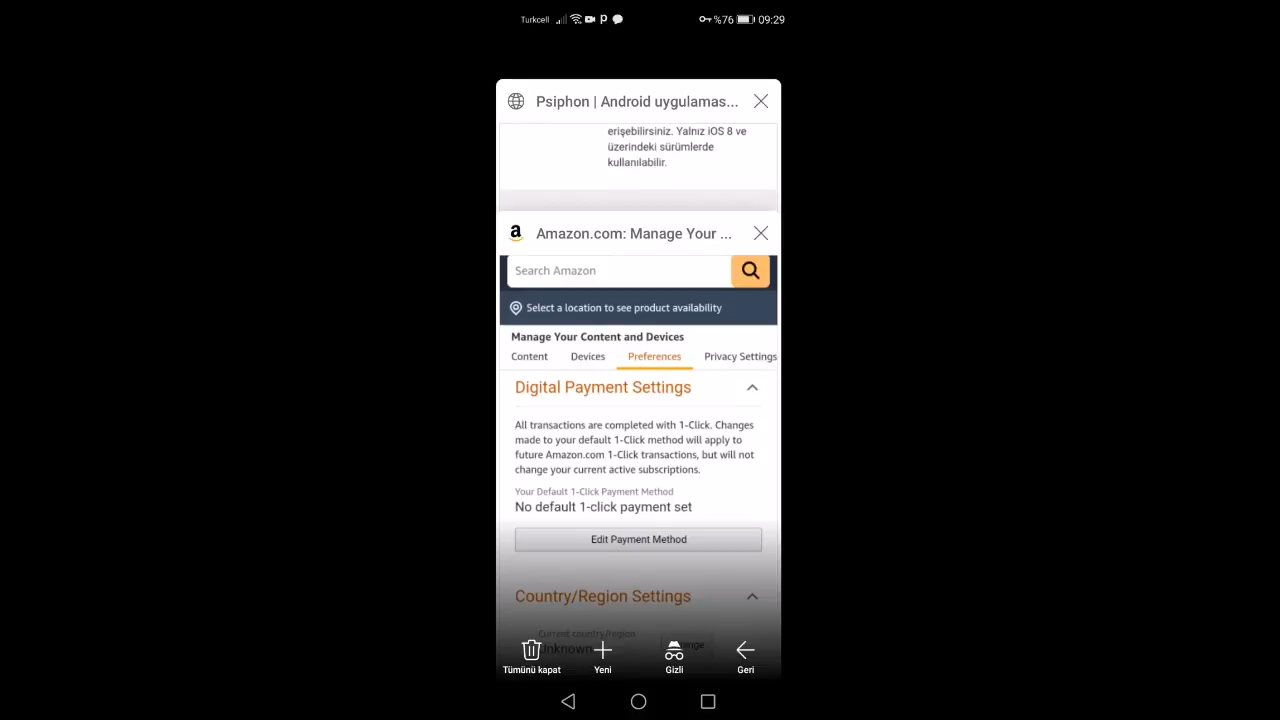 Turkcell %76 09:29
Psiphon | Android uygulamas...
erişebilirsiniz. Yalnız iOS 8 ve
üzerindeki sürümlerde
kullanılabilir.
Amazon.com: Manage Your ...
Search Amazon
Select a location to see product availability
Manage Your Content and Devices
Content Devices Preferences Privacy Settings
Digital Payment Settings
All transactions are completed with 1-Click. Changes
made to your default 1-Click method will apply to
future Amazon.com 1-Click transactions, but will not
change your current active subscriptions.
Your Default 1-Click Payment Method
No default 1-click payment set
Edit Payment Method
Country/Region Settings
Current country/region
Unknown
Tümünü kapat Yeni Gizli Geri